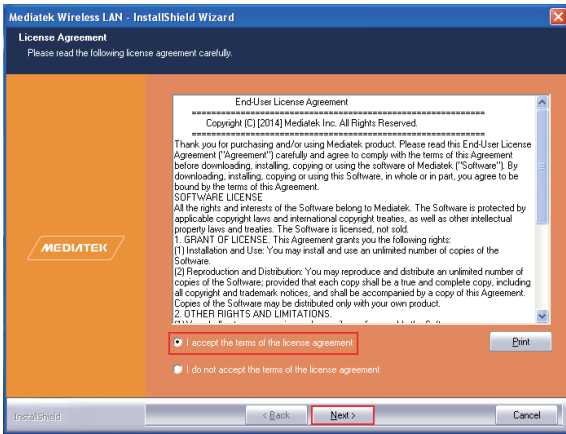 Mediatek Wireless LAN - InstallShield Wizard
License Agreement
Please read the following license agreement carefully.
End-User License Agreement
==============================================================
Copyright (C) [2014] Mediatek Inc. All Rights Reserved.
==============================================================
Thank you for purchasing and/or using Mediatek product. Please read this End-User License
Agreement ("Agreement") carefully and agree to comply with the terms of this Agreement
before downloading, installing, copying or using the software of Mediatek ("Software"). By
downloading, installing, copying or using this Software, in whole or in part, you agree to be
bound by the terms of this Agreement.
SOFTWARE LICENSE
All the rights and interests of the Software belong to Mediatek. The Software is protected by
applicable copyright laws and international copyright treaties, as well as other intellectual
property laws and treaties. The Software is licensed, not sold.
1. GRANT OF LICENSE. This Agreement grants you the following rights:
(1) Installation and Use: You may install and use an unlimited number of copies of the
Software.
(2) Reproduction and Distribution: You may reproduce and distribute an unlimited number of
copies of the Software; provided that each copy shall be a true and complete copy, including
all copyright and trademark notices, and shall be accompanied by a copy of this Agreement.
Copies of the Software may be distributed only with your own product.
2. OTHER RIGHTS AND LIMITATIONS.
MEDIATEK
I accept the terms of the license agreement
Print
I do not accept the terms of the license agreement
InstallShield
< Back
Next >
Cancel